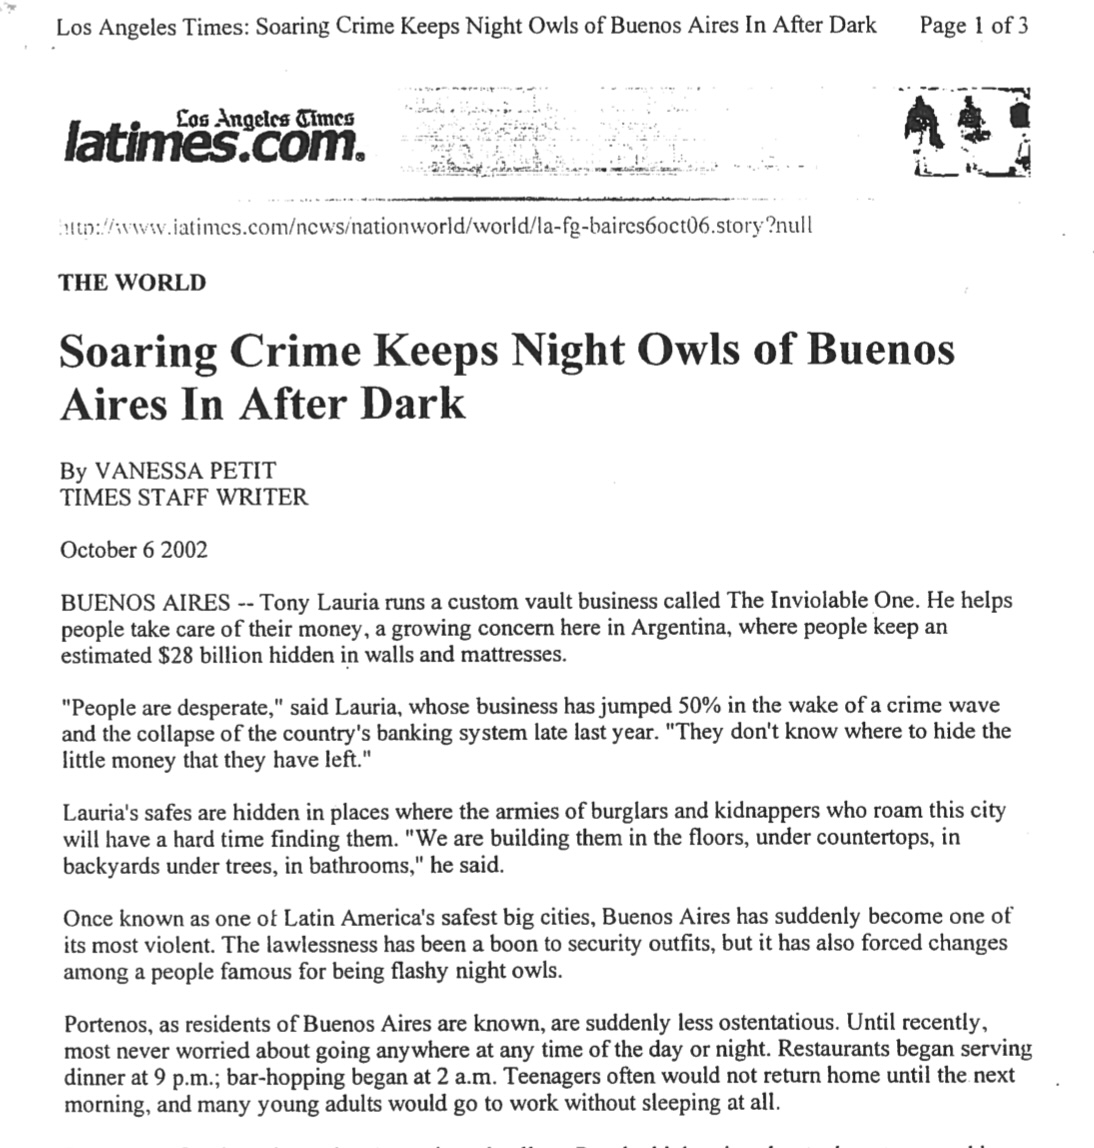 Los Angeles Times: Soaring Crime Keeps Night Owls of Buenos Aires In After Dark Page 1 of 3
Los Angeles Times
latimes.com.
http://www.latimes.com/news/nationworld/world/la-fg-baires6oct06.story?null
THE WORLD
Soaring Crime Keeps Night Owls of Buenos
Aires In After Dark
By VANESSA PETIT
TIMES STAFF WRITER
October 6 2002
BUENOS AIRES -- Tony Lauria runs a custom vault business called The Inviolable One. He helps
people take care of their money, a growing concern here in Argentina, where people keep an
estimated $28 billion hidden in walls and mattresses.
"People are desperate," said Lauria, whose business has jumped 50% in the wake of a crime wave
and the collapse of the country's banking system late last year. "They don't know where to hide the
little money that they have left."
Lauria's safes are hidden in places where the armies of burglars and kidnappers who roam this city
will have a hard time finding them. "We are building them in the floors, under countertops, in
backyards under trees, in bathrooms," he said.
Once known as one of Latin America's safest big cities, Buenos Aires has suddenly become one of
its most violent. The lawlessness has been a boon to security outfits, but it has also forced changes
among a people famous for being flashy night owls.
Portenos, as residents of Buenos Aires are known, are suddenly less ostentatious. Until recently,
most never worried about going anywhere at any time of the day or night. Restaurants began serving
dinner at 9 p.m.; bar-hopping began at 2 a.m. Teenagers often would not return home until the next
morning, and many young adults would go to work without sleeping at all.